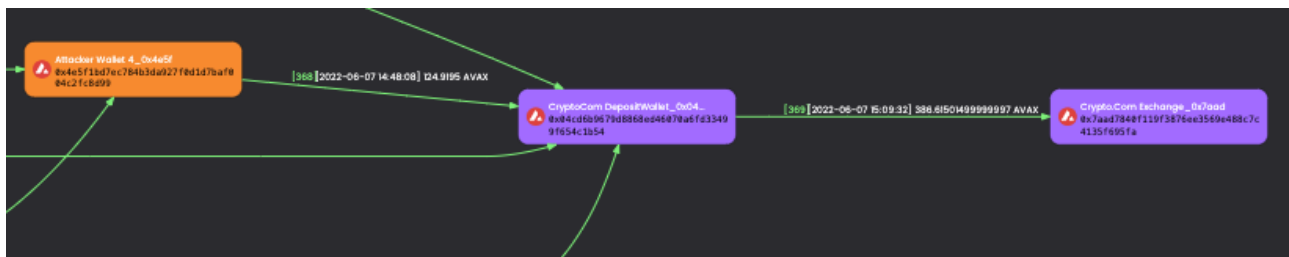 Attacker Wallet 4_0x4e5f
0x4e5f1bd7ec784b3da927f0d1d7baf0
04c2fc8d99
[368][2022-06-07 14:48:08] 124.9195 AVAX
CryptoCom DepositWallet_0x04...
0x04cd6b9679d8868ed46070a6fd3349
9f654c1b54
[369][2022-06-07 15:09:32] 386.61501499999997 AVAX
Crypto.Com Exchange_0x7aad
0x7aad7840f119f3876ee3569e488c7c
4135f695fa